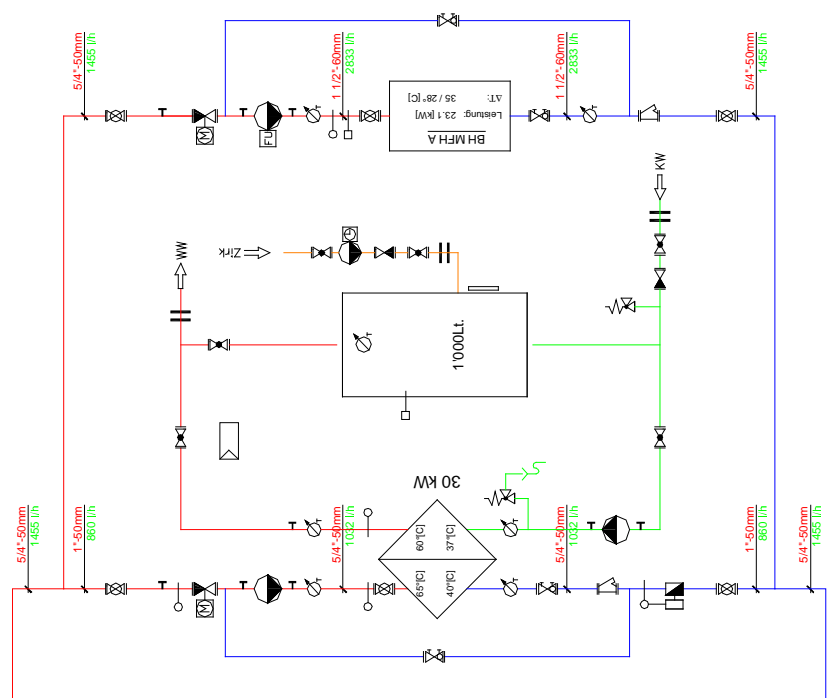 5/4"-50mm
1455 l/h
1 1/2"-60mm
2833 l/h
1 1/2"-60mm
2833 l/h
5/4"-50mm
1455 l/h
T
M
FU
T
T
BH MFH A
Leistung: 23.1 [kW]
ΔT: 35 / 28 °[C]
T
T
KW
WW
Zirk
T
1'000Lt.
30 kW
T
T
60°[C]
37°[C]
T
T
T
65°[C]
40°[C]
5/4"-50mm
1455 l/h
1"-50mm
860 l/h
5/4"-50mm
1032 l/h
5/4"-50mm
1032 l/h
1"-50mm
860 l/h
5/4"-50mm
1455 l/h
T
M
T
T
T